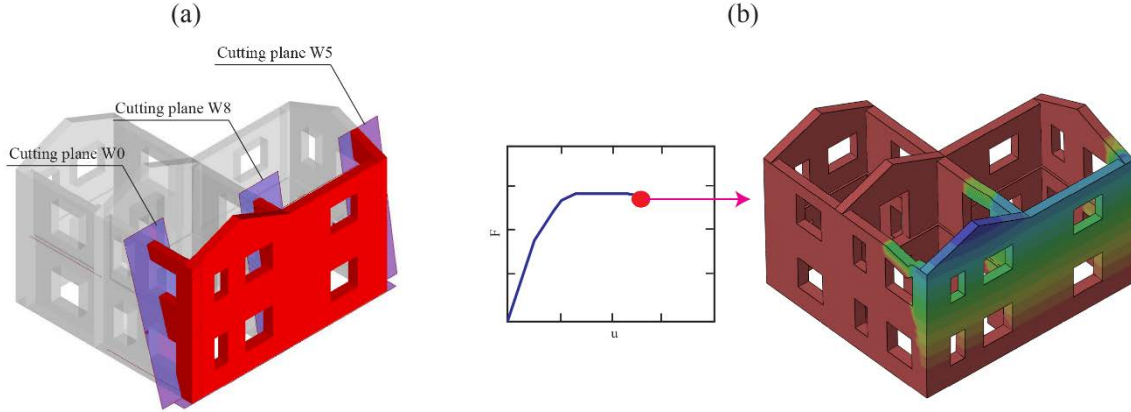 (a)
(b)
Cutting plane W5
Cutting plane W8
Cutting plane W0
F
u